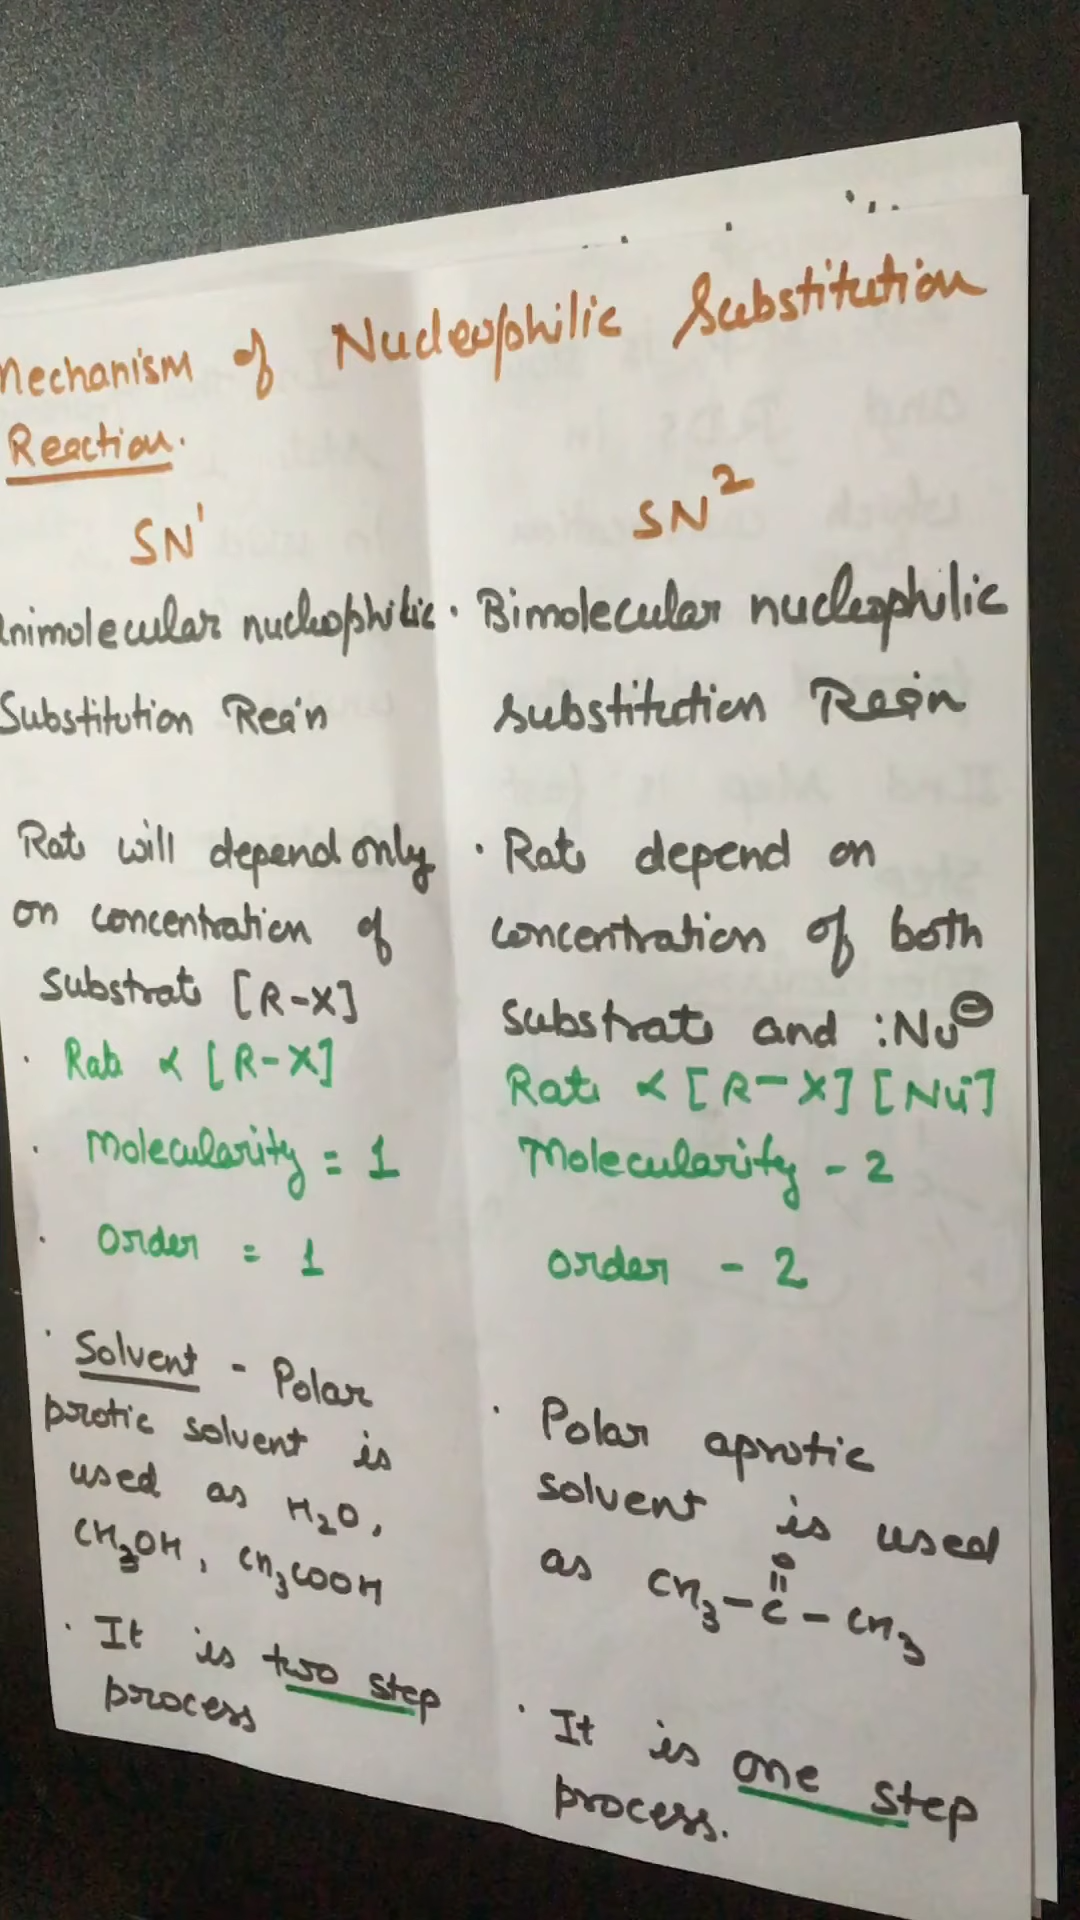 Mechanism of Nucleophilic Substitution
Reaction.
SN1
Unimolecular nucleophilic
Substitution Rea'n
Rate will depend only
on concentration of
Substrate [R-X]
· Rate ∝ [R-X]
· Molecularity = 1
· Order = 1
· Solvent - Polar
protic solvent is
used as H2O,
CH3OH, CH3COOH
· It is two step
process
SN2
· Bimolecular nucleophilic
substitution Rea'n
· Rate depend on
concentration of both
substrate and :Nu⊖
Rate ∝ [R-X] [Nu]
Molecularity - 2
order - 2
· Polar aprotic
solvent is used
as CH3-C-CH3
O
· It is one step
process.